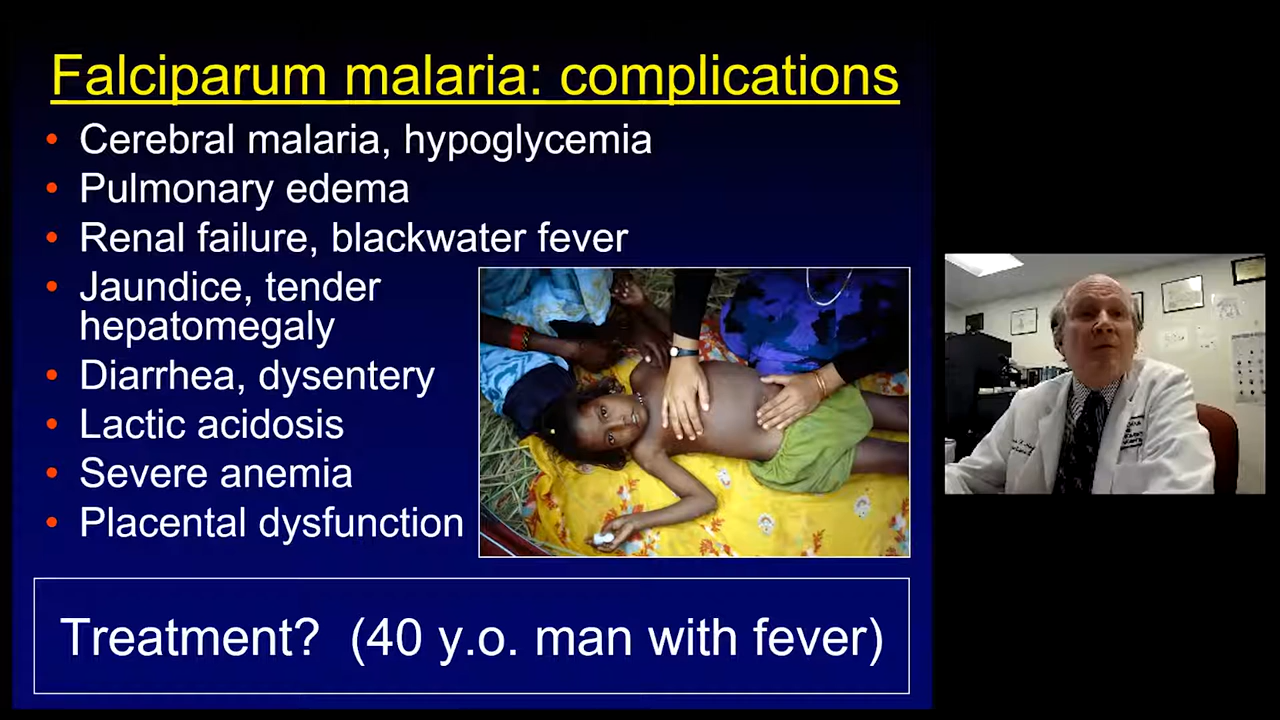 Falciparum malaria: complications
• Cerebral malaria, hypoglycemia
• Pulmonary edema
• Renal failure, blackwater fever
• Jaundice, tender
hepatomegaly
• Diarrhea, dysentery
• Lactic acidosis
• Severe anemia
• Placental dysfunction
Treatment? (40 y.o. man with fever)